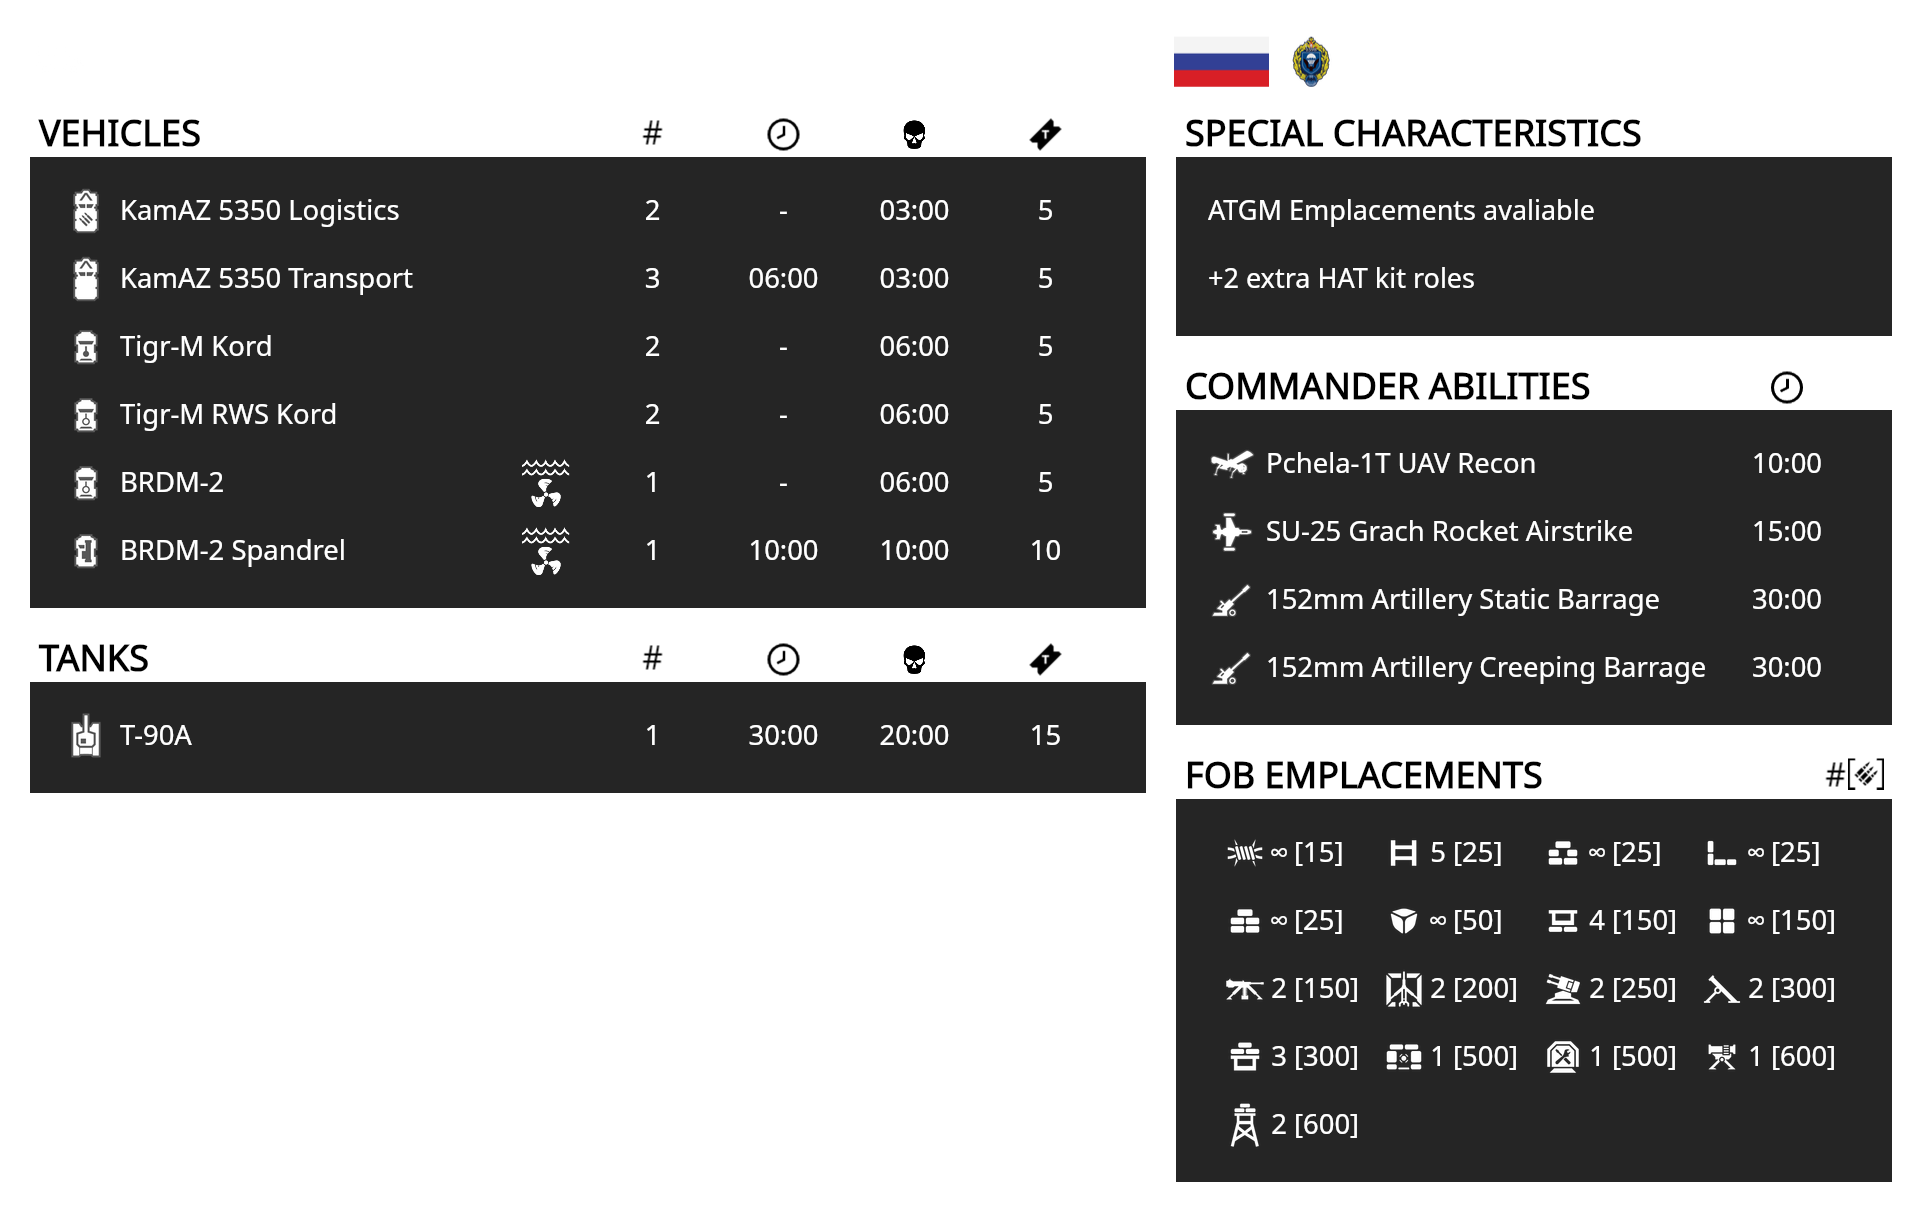 VEHICLES #
KamAZ 5350 Logistics 2 - 03:00 5
KamAZ 5350 Transport 3 06:00 03:00 5
Tigr-M Kord 2 - 06:00 5
Tigr-M RWS Kord 2 - 06:00 5
BRDM-2 1 - 06:00 5
BRDM-2 Spandrel 1 10:00 10:00 10
TANKS #
T-90A 1 30:00 20:00 15
SPECIAL CHARACTERISTICS
ATGM Emplacements avaliable
+2 extra HAT kit roles
COMMANDER ABILITIES
Pchela-1T UAV Recon 10:00
SU-25 Grach Rocket Airstrike 15:00
152mm Artillery Static Barrage 30:00
152mm Artillery Creeping Barrage 30:00
FOB EMPLACEMENTS #[]
∞ [15] 5 [25] ∞ [25] ∞ [25]
∞ [25] ∞ [50] 4 [150] ∞ [150]
2 [150] 2 [200] 2 [250] 2 [300]
3 [300] 1 [500] 1 [500] 1 [600]
2 [600]